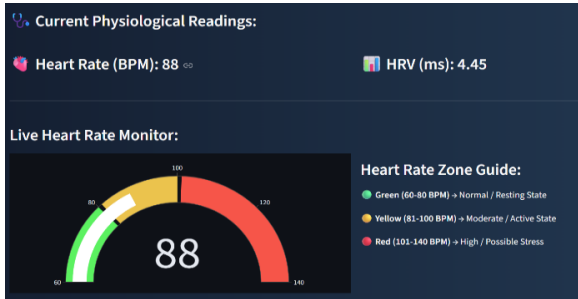 Current Physiological Readings:
Heart Rate (BPM): 88
HRV (ms): 4.45
Live Heart Rate Monitor:
Heart Rate Zone Guide:
Green (60-80 BPM) → Normal / Resting State
Yellow (81-100 BPM) → Moderate / Active State
Red (101-140 BPM) → High / Possible Stress
60
80
100
120
140
88